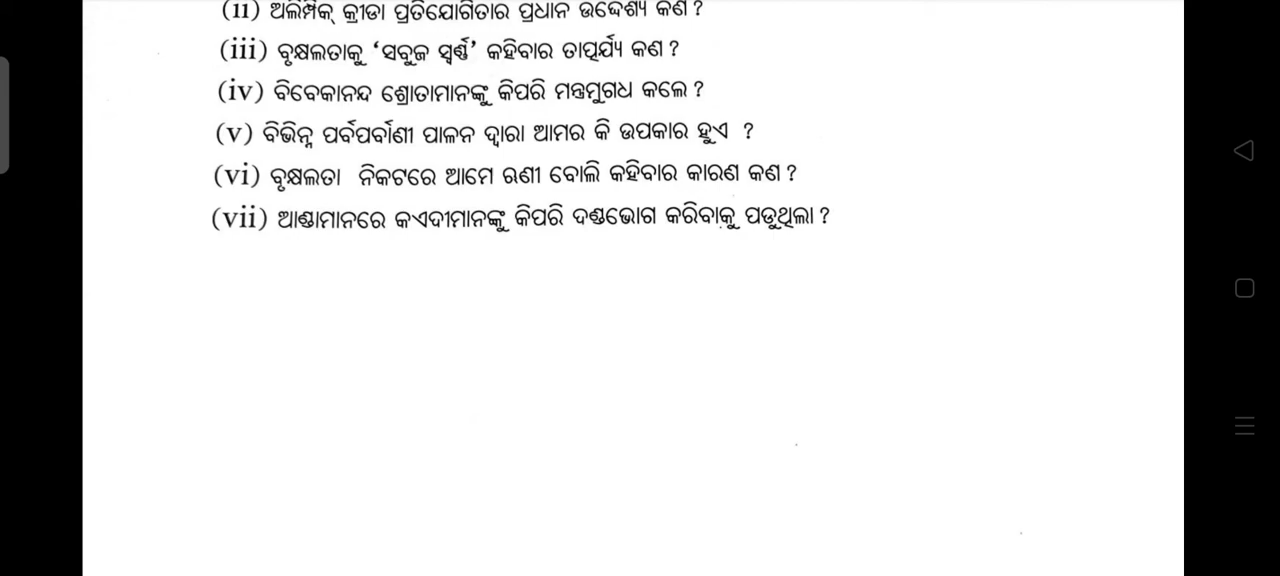 (ii) ଅଲିମ୍ପିକ୍ କ୍ରୀଡା ପ୍ରତିଯୋଗିତାର ପ୍ରଧାନ ଉଦ୍ଦେଶ୍ୟ କଣ ?
(iii) ବୃକ୍ଷଲତାକୁ ‘ସବୁଜ ସ୍ୱର୍ଣ୍ଣ’ କହିବାର ତାତ୍ପର୍ଯ୍ୟ କଣ ?
(iv) ବିବେକାନନ୍ଦ ଶ୍ରୋତାମାନଙ୍କୁ କିପରି ମନ୍ତ୍ରମୁଗଧ କଲେ ?
(v) ବିଭିନ୍ନ ପର୍ବପର୍ବାଣୀ ପାଳନ ଦ୍ୱାରା ଆମର କି ଉପକାର ହୁଏ ?
(vi) ବୃକ୍ଷଲତା ନିକଟରେ ଆମେ ଋଣୀ ବୋଲି କହିବାର କାରଣ କଣ ?
(vii) ଆଣ୍ଡାମାନରେ କଏଦୀମାନଙ୍କୁ କିପରି ଦଣ୍ଡଭୋଗ କରିବାକୁ ପଡୁଥିଲା ?